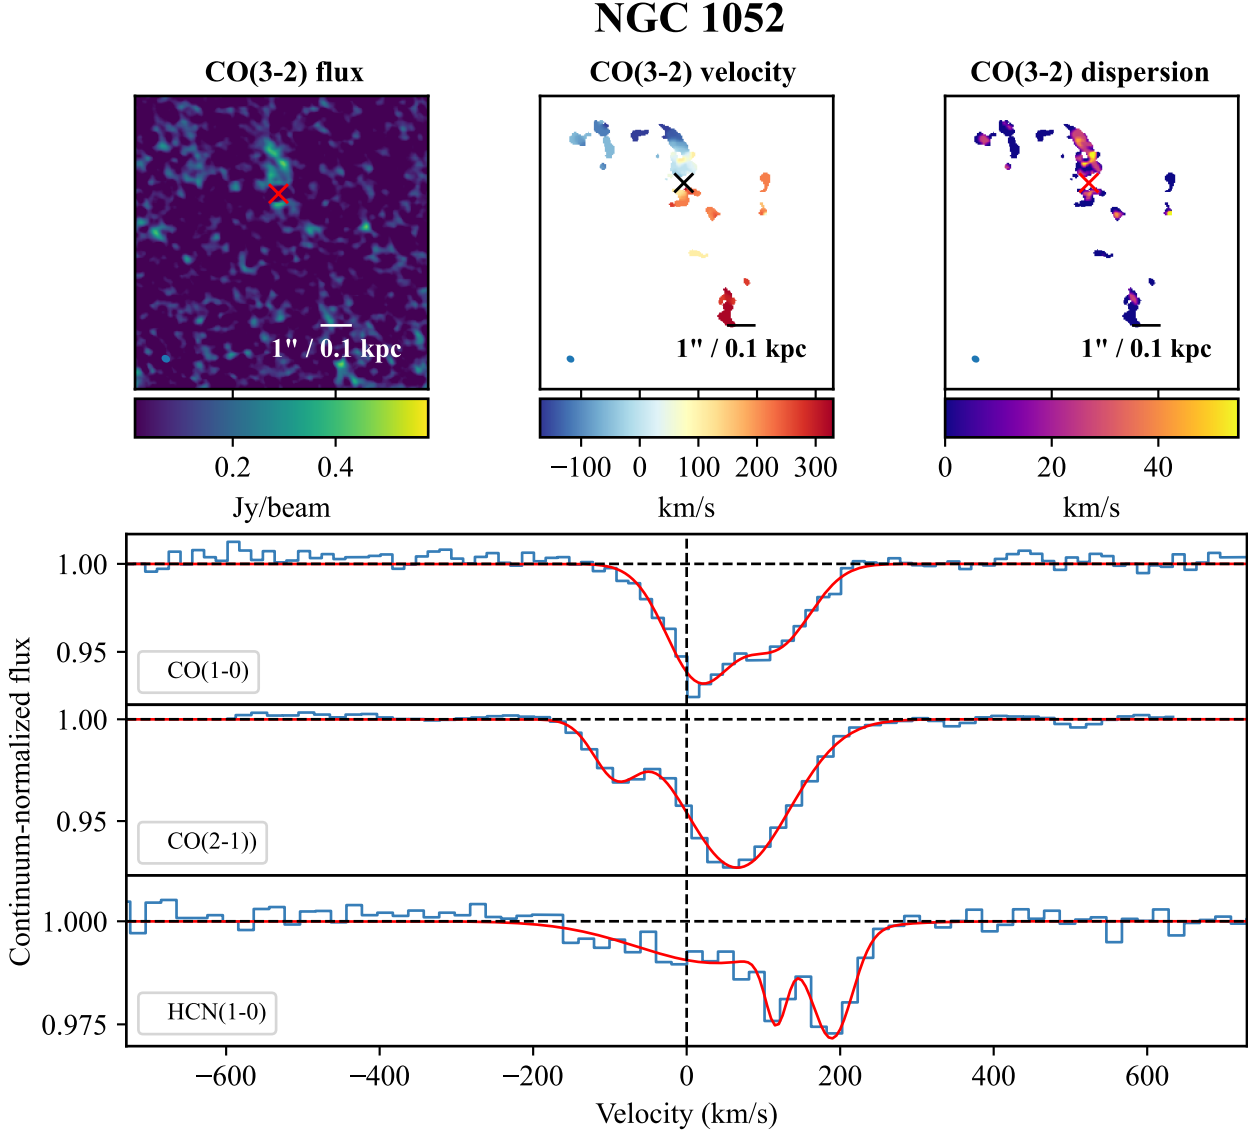 NGC 1052
CO(3-2) flux
CO(3-2) velocity
CO(3-2) dispersion
1" / 0.1 kpc
1" / 0.1 kpc
1" / 0.1 kpc
0.2 0.4
−100 0 100 200 300
0 20 40
Jy/beam
km/s
km/s
Continuum-normalized flux
1.00
0.95
CO(1-0)
1.00
0.95
CO(2-1))
1.000
0.975
HCN(1-0)
−600 −400 −200 0 200 400 600
Velocity (km/s)